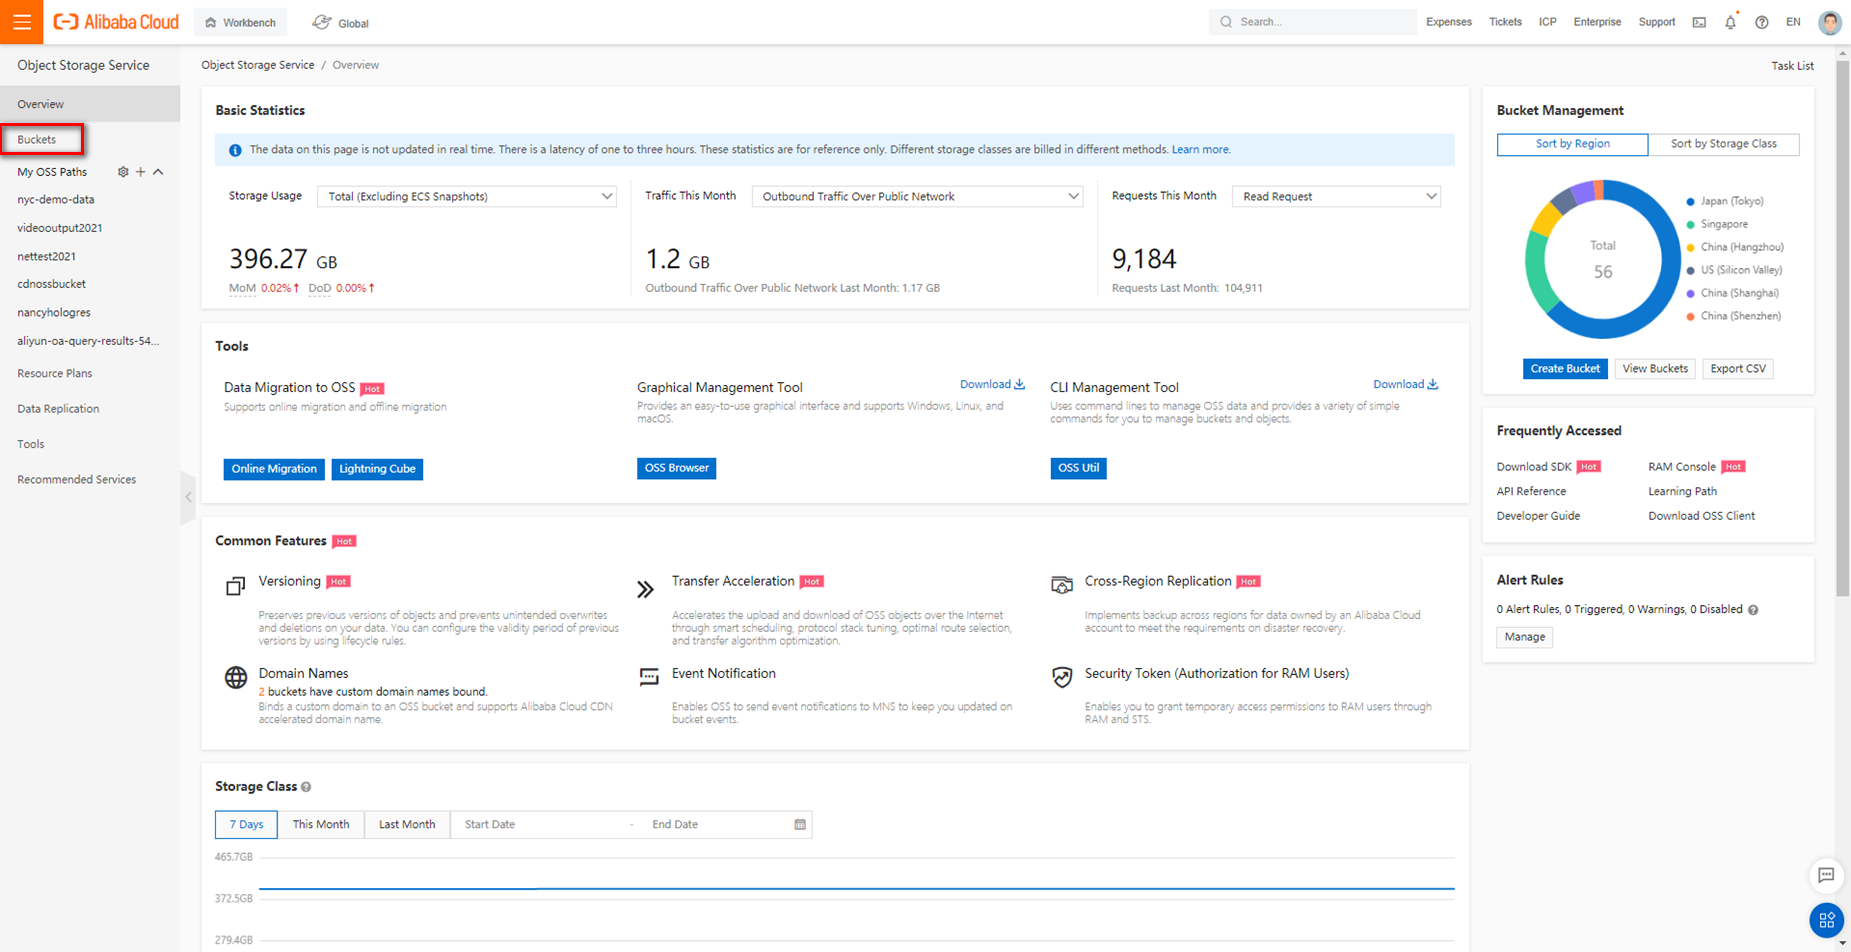 Alibaba Cloud
Workbench
Global
Search...
Expenses
Tickets
ICP
Enterprise
Support
EN
Object Storage Service
Overview
Buckets
My OSS Paths
nyc-demo-data
videooutput2021
nettest2021
cdnossbucket
nancyhologres
aliyun-oa-query-results-54...
Resource Plans
Data Replication
Tools
Recommended Services
Object Storage Service / Overview
Task List
Basic Statistics
The data on this page is not updated in real time. There is a latency of one to three hours. These statistics are for reference only. Different storage classes are billed in different methods. Learn more.
Storage Usage
Total (Excluding ECS Snapshots)
396.27 GB
MoM 0.02% DoD 0.00%
Traffic This Month
Outbound Traffic Over Public Network
1.2 GB
Outbound Traffic Over Public Network Last Month: 1.17 GB
Requests This Month
Read Request
9,184
Requests Last Month: 104,911
Tools
Data Migration to OSS Hot
Supports online migration and offline migration
Online Migration
Lightning Cube
Graphical Management Tool
Download
Provides an easy-to-use graphical interface and supports Windows, Linux, and
macOS.
OSS Browser
CLI Management Tool
Download
Uses command lines to manage OSS data and provides a variety of simple
commands for you to manage buckets and objects.
OSS Util
Common Features Hot
Versioning Hot
Preserves previous versions of objects and prevents unintended overwrites
and deletions on your data. You can configure the validity period of previous
versions by using lifecycle rules.
Transfer Acceleration Hot
Accelerates the upload and download of OSS objects over the Internet
through smart scheduling, protocol stack tuning, optimal route selection,
and transfer algorithm optimization.
Cross-Region Replication Hot
Implements backup across regions for data owned by an Alibaba Cloud
account to meet the requirements on disaster recovery.
Domain Names
2 buckets have custom domain names bound.
Binds a custom domain to an OSS bucket and supports Alibaba Cloud CDN
accelerated domain name.
Event Notification
Enables OSS to send event notifications to MNS to keep you updated on
bucket events.
Security Token (Authorization for RAM Users)
Enables you to grant temporary access permissions to RAM users through
RAM and STS.
Storage Class
7 Days
This Month
Last Month
Start Date - End Date
465.7GB
372.5GB
279.4GB
Bucket Management
Sort by Region
Sort by Storage Class
Total
56
Japan (Tokyo)
Singapore
China (Hangzhou)
US (Silicon Valley)
China (Shanghai)
China (Shenzhen)
Create Bucket
View Buckets
Export CSV
Frequently Accessed
Download SDK Hot
RAM Console Hot
API Reference
Learning Path
Developer Guide
Download OSS Client
Alert Rules
0 Alert Rules, 0 Triggered, 0 Warnings, 0 Disabled
Manage